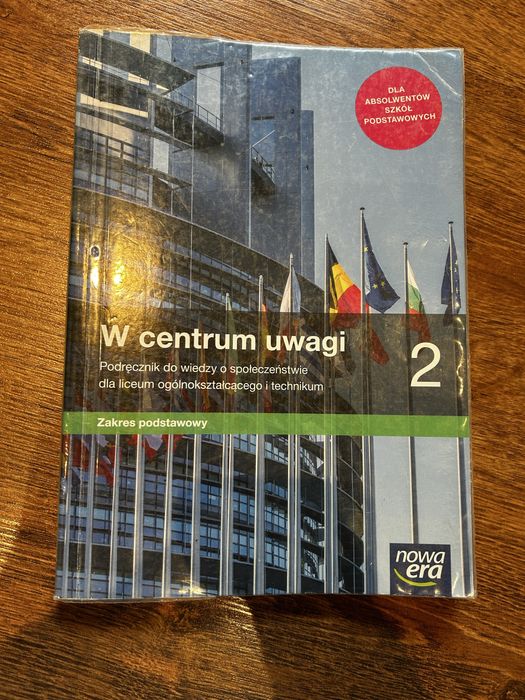 DLA
ABSOLWENTÓW
SZKÓŁ
PODSTAWOWYCH
W centrum uwagi
2
Podręcznik do wiedzy o społeczeństwie
dla liceum ogólnokształcącego i technikum
Zakres podstawowy
nowa
era